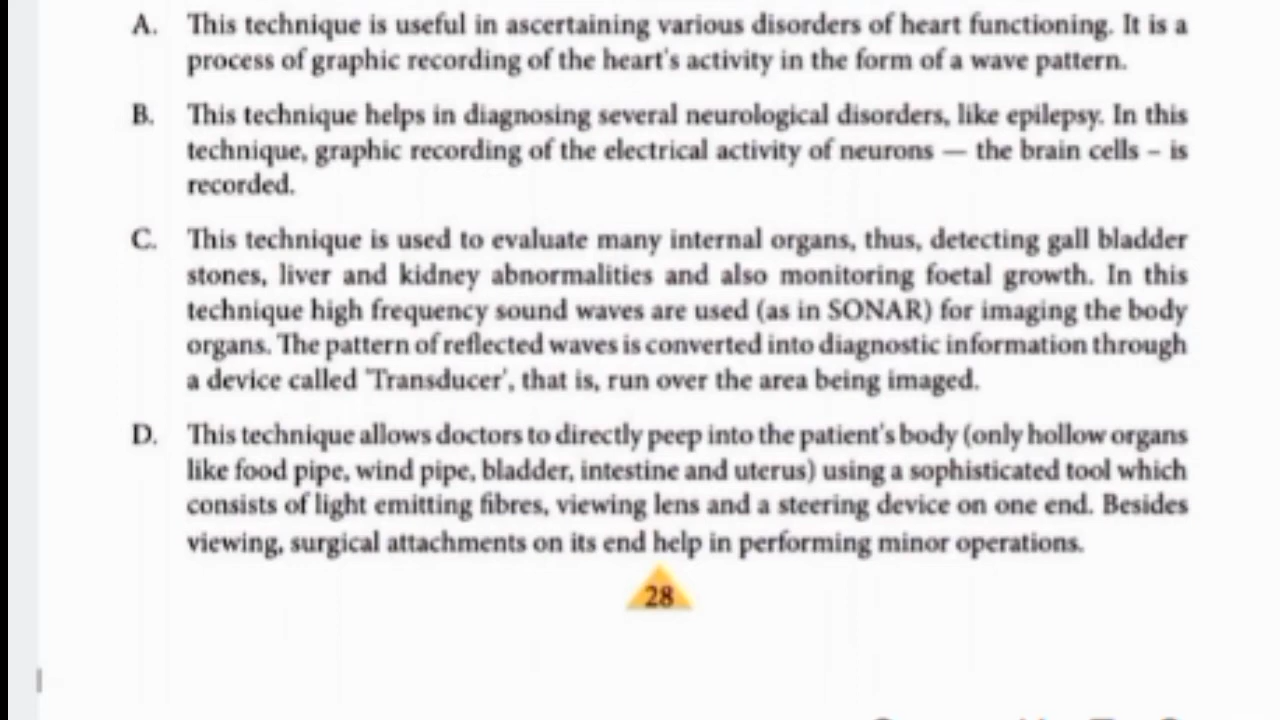 A. This technique is useful in ascertaining various disorders of heart functioning. It is a
process of graphic recording of the heart's activity in the form of a wave pattern.
B. This technique helps in diagnosing several neurological disorders, like epilepsy. In this
technique, graphic recording of the electrical activity of neurons — the brain cells – is
recorded.
C. This technique is used to evaluate many internal organs, thus, detecting gall bladder
stones, liver and kidney abnormalities and also monitoring foetal growth. In this
technique high frequency sound waves are used (as in SONAR) for imaging the body
organs. The pattern of reflected waves is converted into diagnostic information through
a device called 'Transducer', that is, run over the area being imaged.
D. This technique allows doctors to directly peep into the patient's body (only hollow organs
like food pipe, wind pipe, bladder, intestine and uterus) using a sophisticated tool which
consists of light emitting fibres, viewing lens and a steering device on one end. Besides
viewing, surgical attachments on its end help in performing minor operations.
28